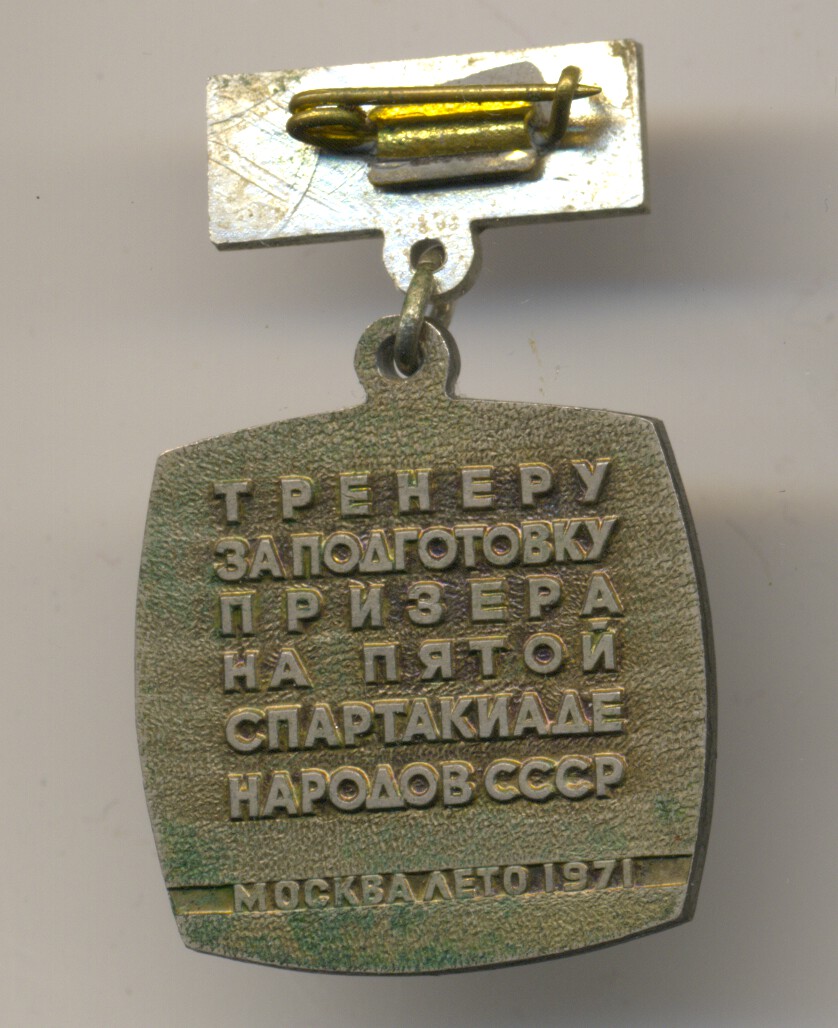 ТРЕНЕРУ
ЗА ПОДГОТОВКУ
ПРИЗЕРА
НА ПЯТОЙ
СПАРТАКИАДЕ
НАРОДОВ СССР
МОСКВА ЛЕТО 1971